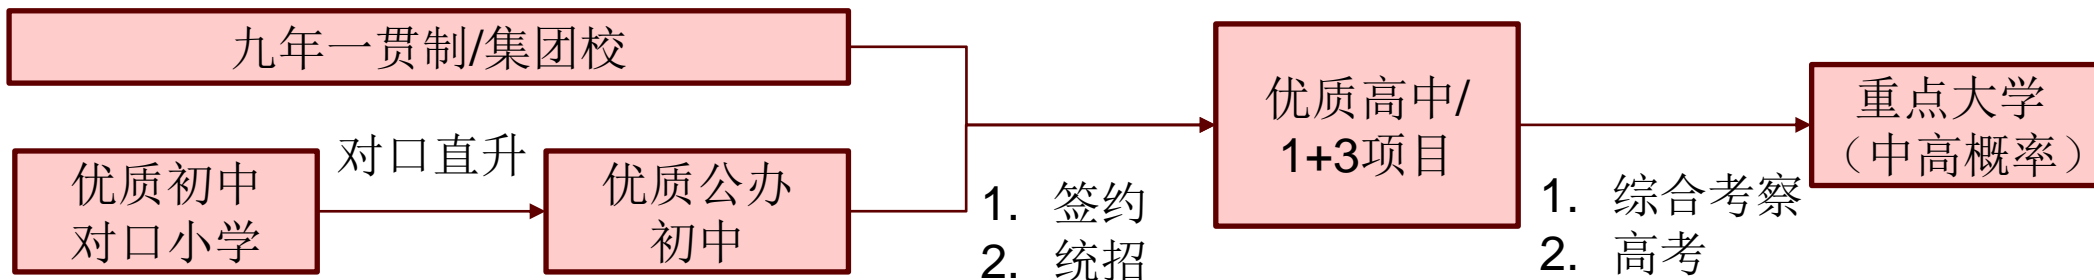 九年一贯制/集团校
优质初中
对口小学
对口直升
优质公办
初中
1. 签约
2. 统招
优质高中/
1+3项目
1. 综合考察
2. 高考
重点大学
（中高概率）